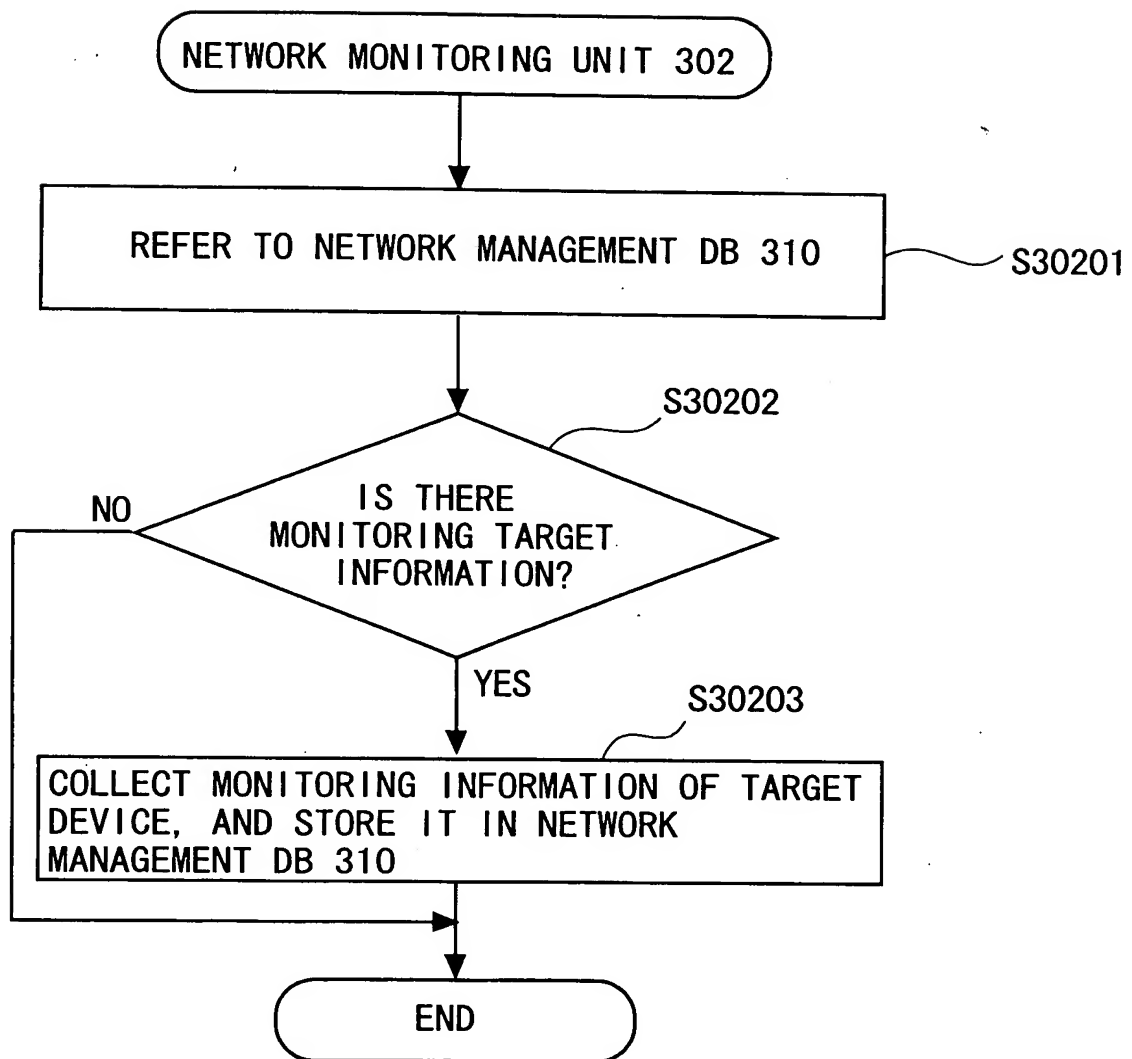 NETWORK MONITORING UNIT 302
REFER TO NETWORK MANAGEMENT DB 310
S30201
S30202
IS THERE
MONITORING TARGET
INFORMATION?
NO
YES
S30203
COLLECT MONITORING INFORMATION OF TARGET
DEVICE, AND STORE IT IN NETWORK
MANAGEMENT DB 310
END